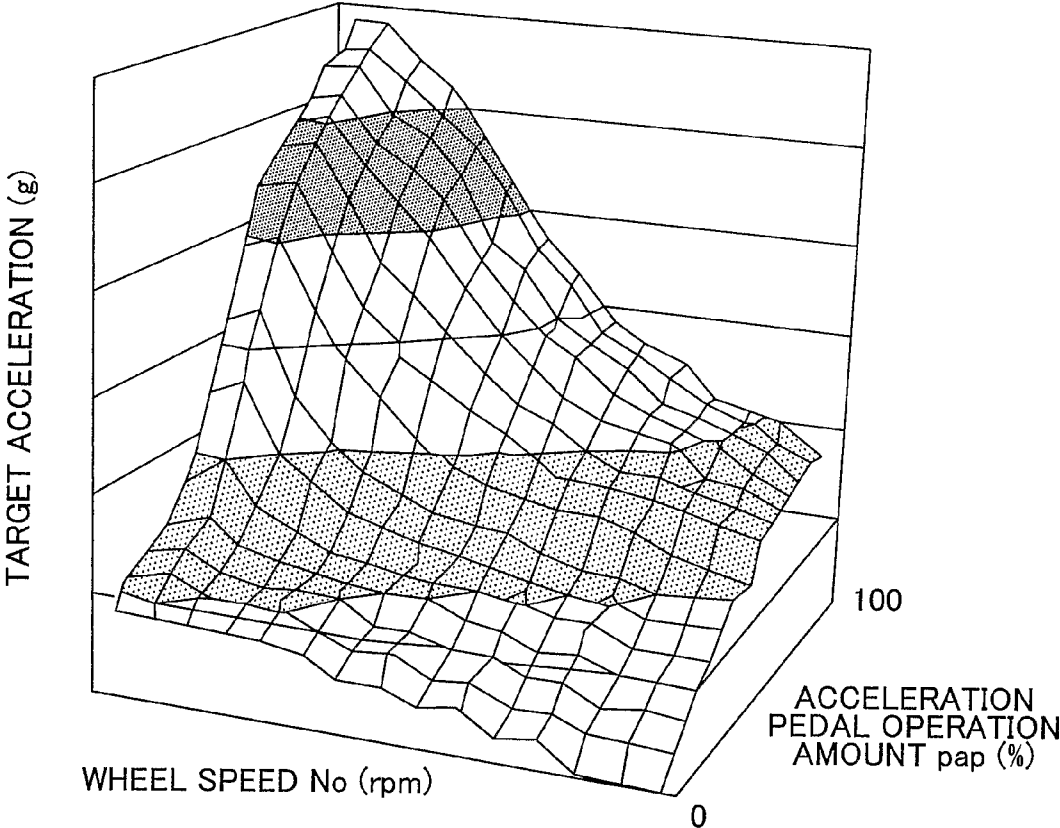 TARGET ACCELERATION (g)
100
ACCELERATION
PEDAL OPERATION
AMOUNT pap (%)
WHEEL SPEED No (rpm)
0